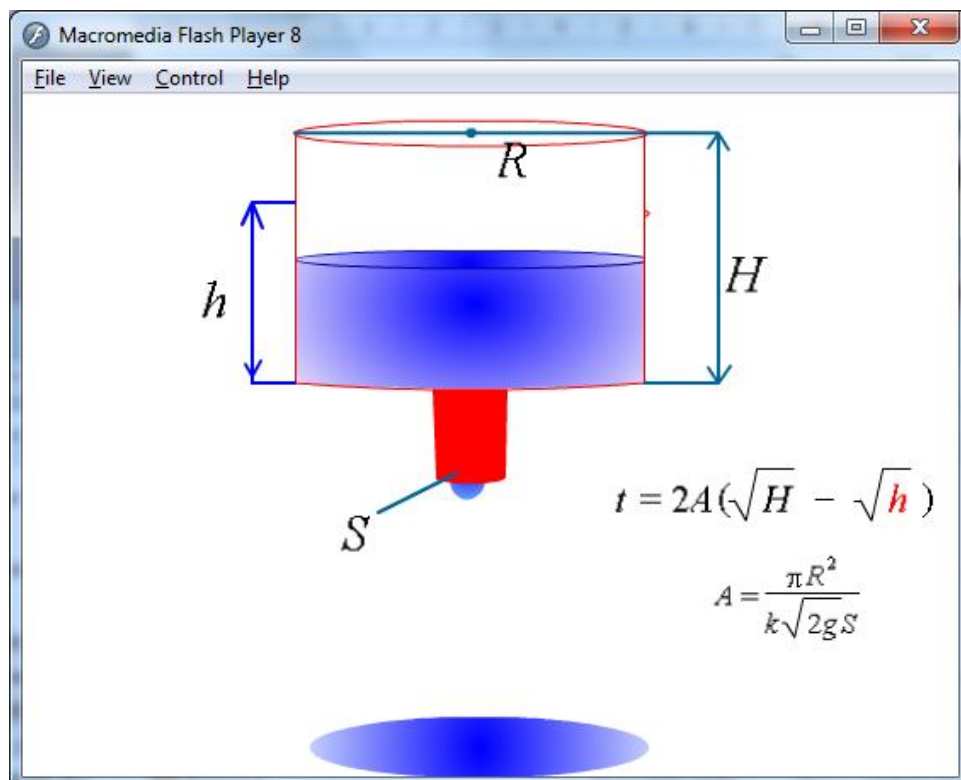 Macromedia Flash Player 8
File View Control Help
R
h
H
S
t = 2A(√H − √h)
A = πR² / k√2gS